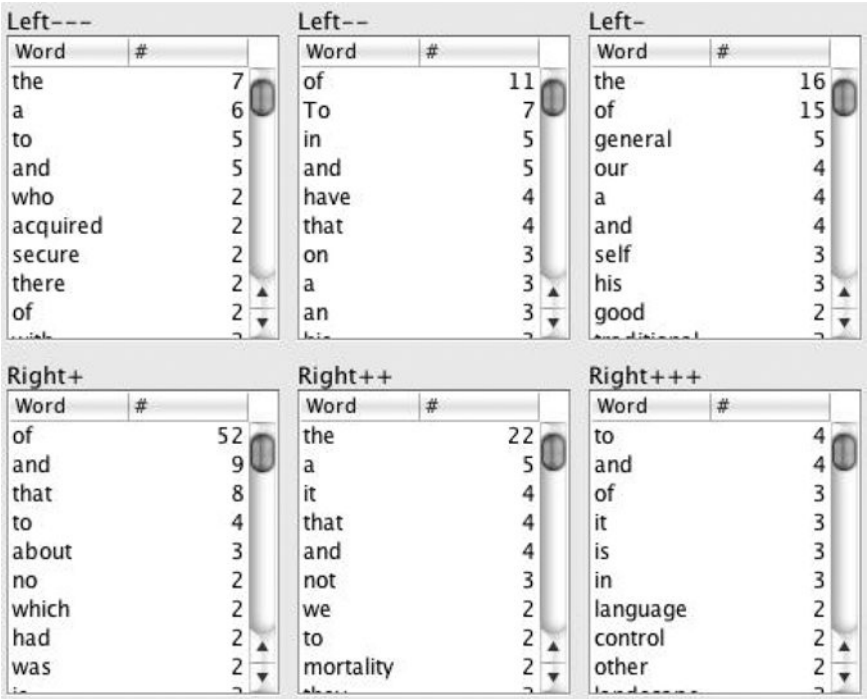 Left---
Word #
the 7
a 6
to 5
and 5
who 2
acquired 2
secure 2
there 2
of 2
Left--
Word #
of 11
To 7
in 5
and 5
have 4
that 4
on 3
a 3
an 3
Left-
Word #
the 16
of 15
general 5
our 4
a 4
and 4
self 3
his 3
good 2
Right+
Word #
of 52
and 9
that 8
to 4
about 3
no 2
which 2
had 2
was 2
Right++
Word #
the 22
a 5
it 4
that 4
and 4
not 3
we 2
to 2
mortality 2
Right+++
Word #
to 4
and 4
of 3
it 3
is 3
in 3
language 2
control 2
other 2